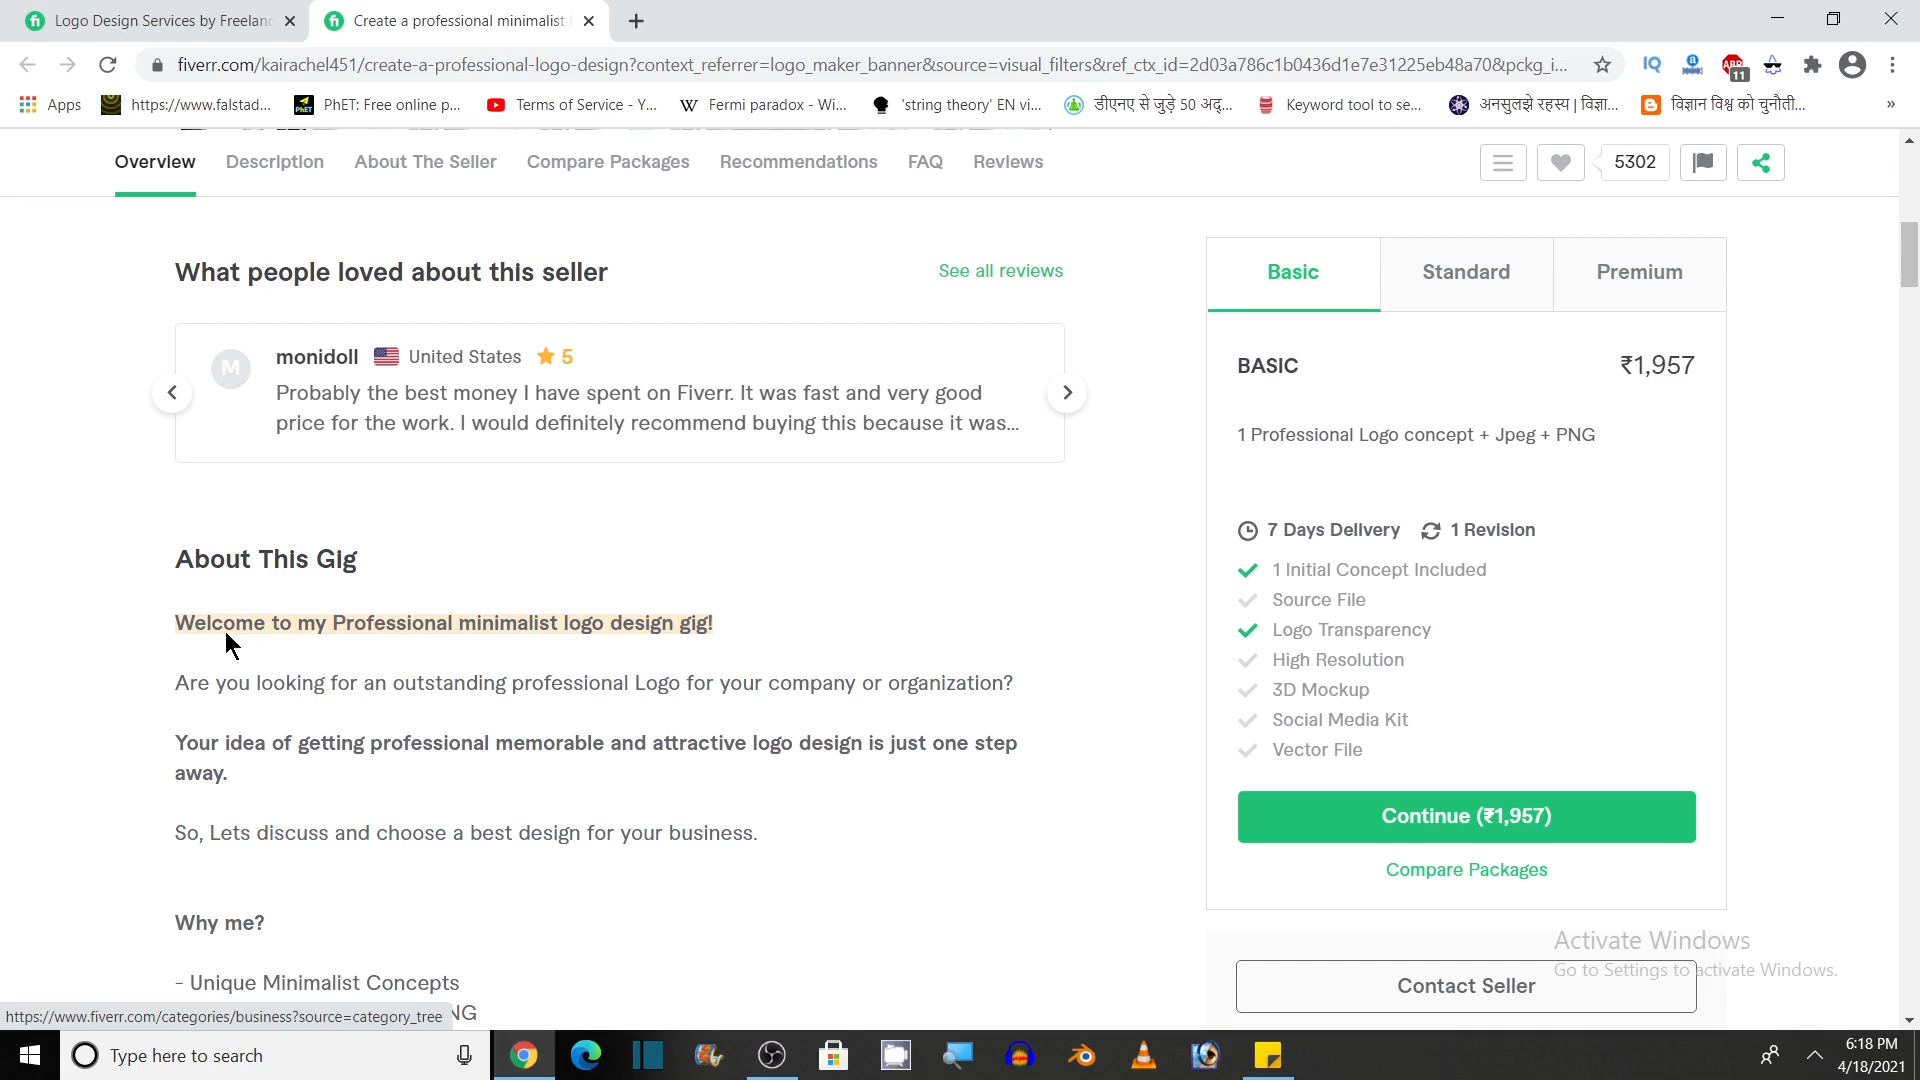 Logo Design Services by Freelanc
Create a professional minimalist
fiverr.com/kairachel451/create-a-professional-logo-design?context_referrer=logo_maker_banner&source=visual_filters&ref_ctx_id=2d03a786c1b0436d1e7e31225eb48a70&pckg_i...
ABP
11
Apps
https://www.falstad...
PhET: Free online p...
Terms of Service - Y...
Fermi paradox - Wi...
'string theory' EN vi...
डीएनए से जुड़े 50 अद्...
Keyword tool to se...
अनसुलझे रहस्य | विज्ञा...
विज्ञान विश्व को चुनौती...
Overview
Description
About The Seller
Compare Packages
Recommendations
FAQ
Reviews
5302
What people loved about this seller
See all reviews
M
monidoll
United States
5
Probably the best money I have spent on Fiverr. It was fast and very good
price for the work. I would definitely recommend buying this because it was...
About This Gig
Welcome to my Professional minimalist logo design gig!
Are you looking for an outstanding professional Logo for your company or organization?
Your idea of getting professional memorable and attractive logo design is just one step
away.
So, Lets discuss and choose a best design for your business.
Why me?
- Unique Minimalist Concepts
NG
Basic
Standard
Premium
BASIC
₹1,957
1 Professional Logo concept + Jpeg + PNG
7 Days Delivery
1 Revision
1 Initial Concept Included
Source File
Logo Transparency
High Resolution
3D Mockup
Social Media Kit
Vector File
Continue (₹1,957)
Compare Packages
Contact Seller
Activate Windows
Go to Settings to activate Windows.
https://www.fiverr.com/categories/business?source=category_tree
Type here to search
6:18 PM
4/18/2021